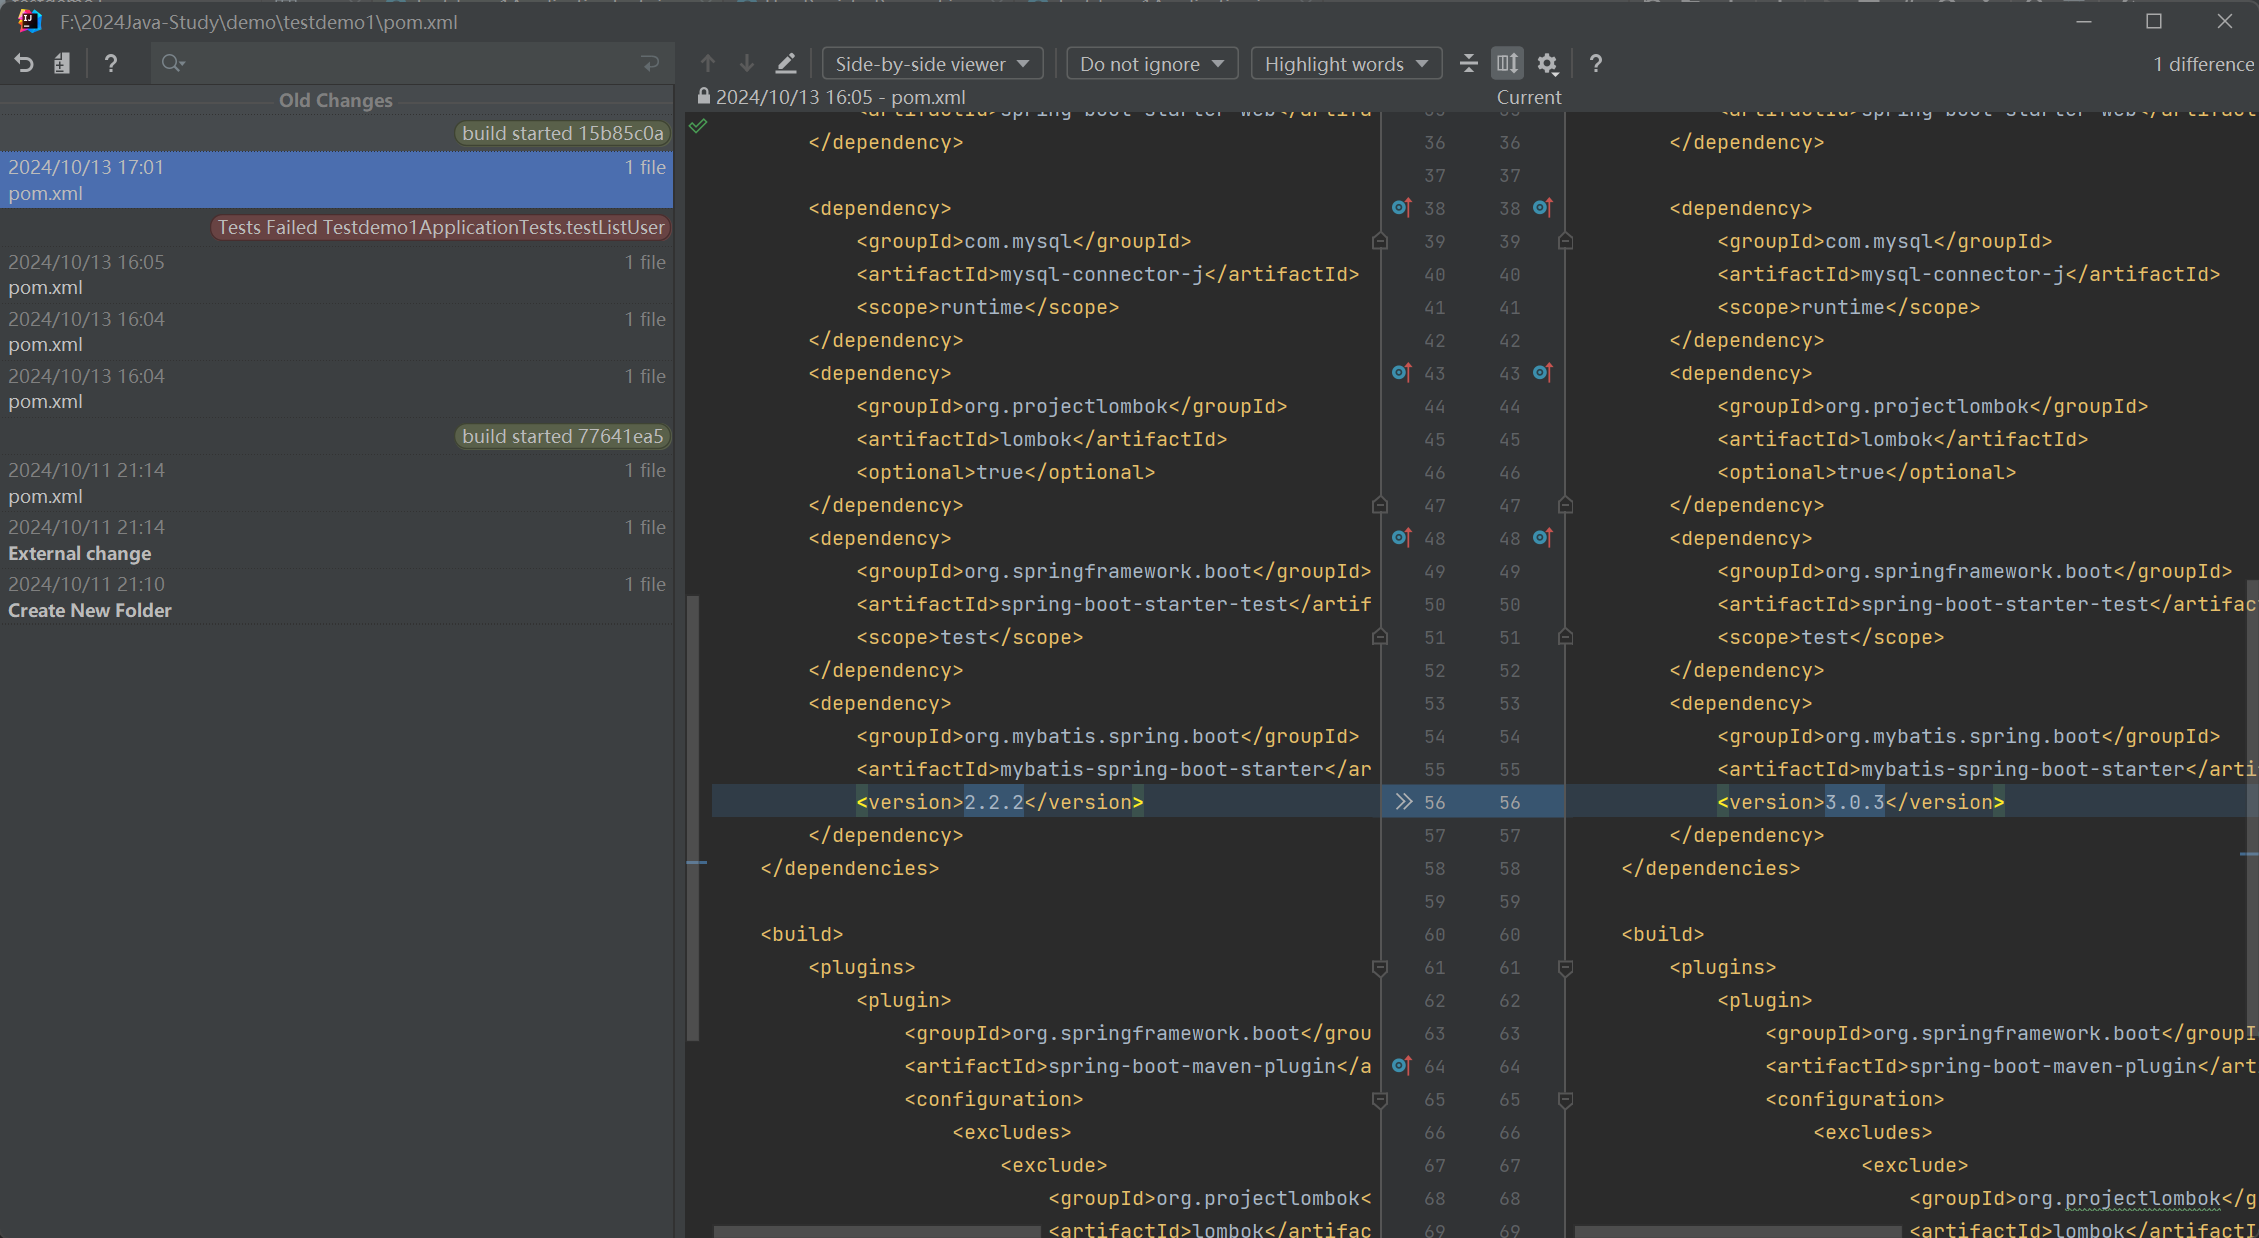 F:\2024Java-Study\demo\testdemo1\pom.xml
?
Side-by-side viewer
Do not ignore
Highlight words
?
1 difference
Old Changes
build started 15b85c0a
2024/10/13 17:01 1 file
pom.xml
Tests Failed Testdemo1ApplicationTests.testListUser
2024/10/13 16:05 1 file
pom.xml
2024/10/13 16:04 1 file
pom.xml
2024/10/13 16:04 1 file
pom.xml
build started 77641ea5
2024/10/11 21:14 1 file
pom.xml
2024/10/11 21:14 1 file
External change
2024/10/11 21:10 1 file
Create New Folder
2024/10/13 16:05 - pom.xml
</dependency> 36
37
<dependency> 38
<groupId>com.mysql</groupId> 39
<artifactId>mysql-connector-j</artifactId> 40
<scope>runtime</scope> 41
</dependency> 42
<dependency> 43
<groupId>org.projectlombok</groupId> 44
<artifactId>lombok</artifactId> 45
<optional>true</optional> 46
</dependency> 47
<dependency> 48
<groupId>org.springframework.boot</groupId> 49
<artifactId>spring-boot-starter-test</artif 50
<scope>test</scope> 51
</dependency> 52
<dependency> 53
<groupId>org.mybatis.spring.boot</groupId> 54
<artifactId>mybatis-spring-boot-starter</ar 55
<version>2.2.2</version> 56
</dependency> 57
</dependencies> 58
59
<build> 60
<plugins> 61
<plugin> 62
<groupId>org.springframework.boot</grou 63
<artifactId>spring-boot-maven-plugin</a 64
<configuration> 65
<excludes> 66
<exclude> 67
<groupId>org.projectlombok< 68
<artifactId>lombok</artifac 69
Current
36 </dependency>
37
38 <dependency>
39 <groupId>com.mysql</groupId>
40 <artifactId>mysql-connector-j</artifactId>
41 <scope>runtime</scope>
42 </dependency>
43 <dependency>
44 <groupId>org.projectlombok</groupId>
45 <artifactId>lombok</artifactId>
46 <optional>true</optional>
47 </dependency>
48 <dependency>
49 <groupId>org.springframework.boot</groupId>
50 <artifactId>spring-boot-starter-test</artifac
51 <scope>test</scope>
52 </dependency>
53 <dependency>
54 <groupId>org.mybatis.spring.boot</groupId>
55 <artifactId>mybatis-spring-boot-starter</arti
56 <version>3.0.3</version>
57 </dependency>
58 </dependencies>
59
60 <build>
61 <plugins>
62 <plugin>
63 <groupId>org.springframework.boot</groupI
64 <artifactId>spring-boot-maven-plugin</art
65 <configuration>
66 <excludes>
67 <exclude>
68 <groupId>org.projectlombok</g
69 <artifactId>lombok</artifactI